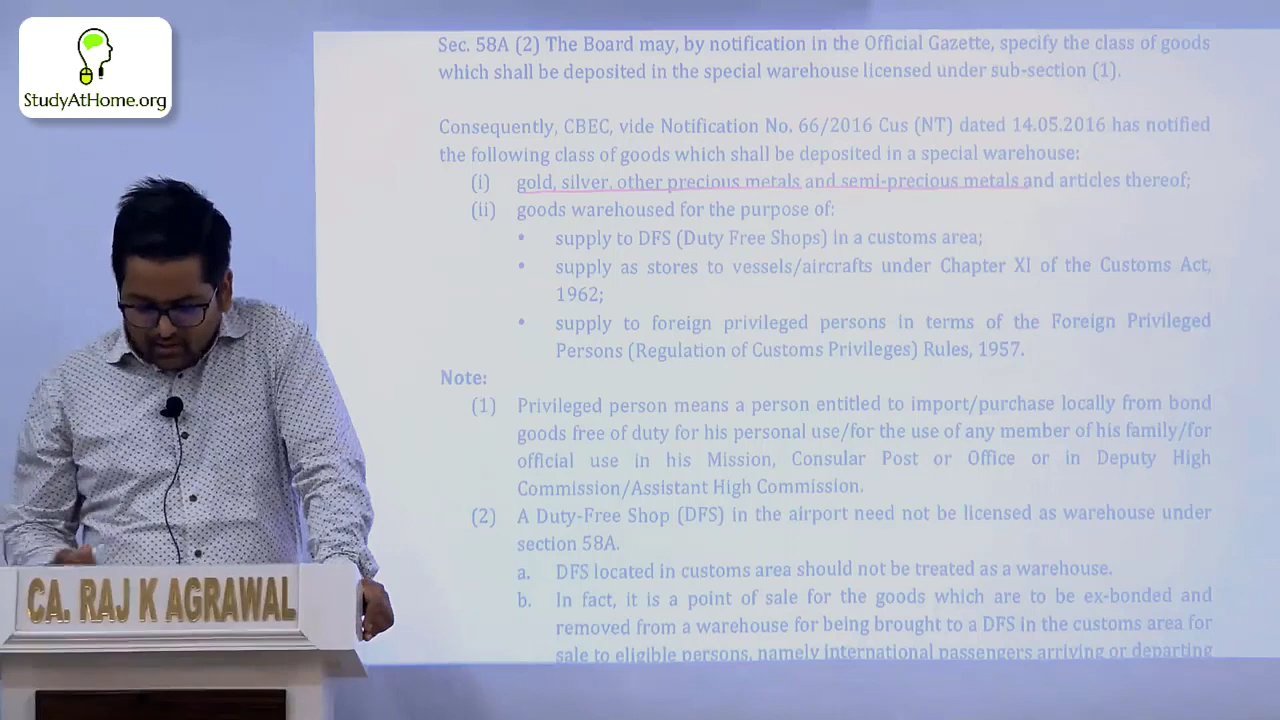 StudyAtHome.org
Sec. 58A (2) The Board may, by notification in the Official Gazette, specify the class of goods
which shall be deposited in the special warehouse licensed under sub-section (1).
Consequently, CBEC, vide Notification No. 66/2016 Cus (NT) dated 14.05.2016 has notified
the following class of goods which shall be deposited in a special warehouse:
(i) gold, silver, other precious metals and semi-precious metals and articles thereof;
(ii) goods warehoused for the purpose of:
• supply to DFS (Duty Free Shops) in a customs area;
• supply as stores to vessels/aircrafts under Chapter XI of the Customs Act,
1962;
• supply to foreign privileged persons in terms of the Foreign Privileged
Persons (Regulation of Customs Privileges) Rules, 1957.
Note:
(1) Privileged person means a person entitled to import/purchase locally from bond
goods free of duty for his personal use/for the use of any member of his family/for
official use in his Mission, Consular Post or Office or in Deputy High
Commission/Assistant High Commission.
(2) A Duty-Free Shop (DFS) in the airport need not be licensed as warehouse under
section 58A.
a. DFS located in customs area should not be treated as a warehouse.
b. In fact, it is a point of sale for the goods which are to be ex-bonded and
removed from a warehouse for being brought to a DFS in the customs area for
sale to eligible persons, namely international passengers arriving or departing
CA. RAJ K AGRAWAL